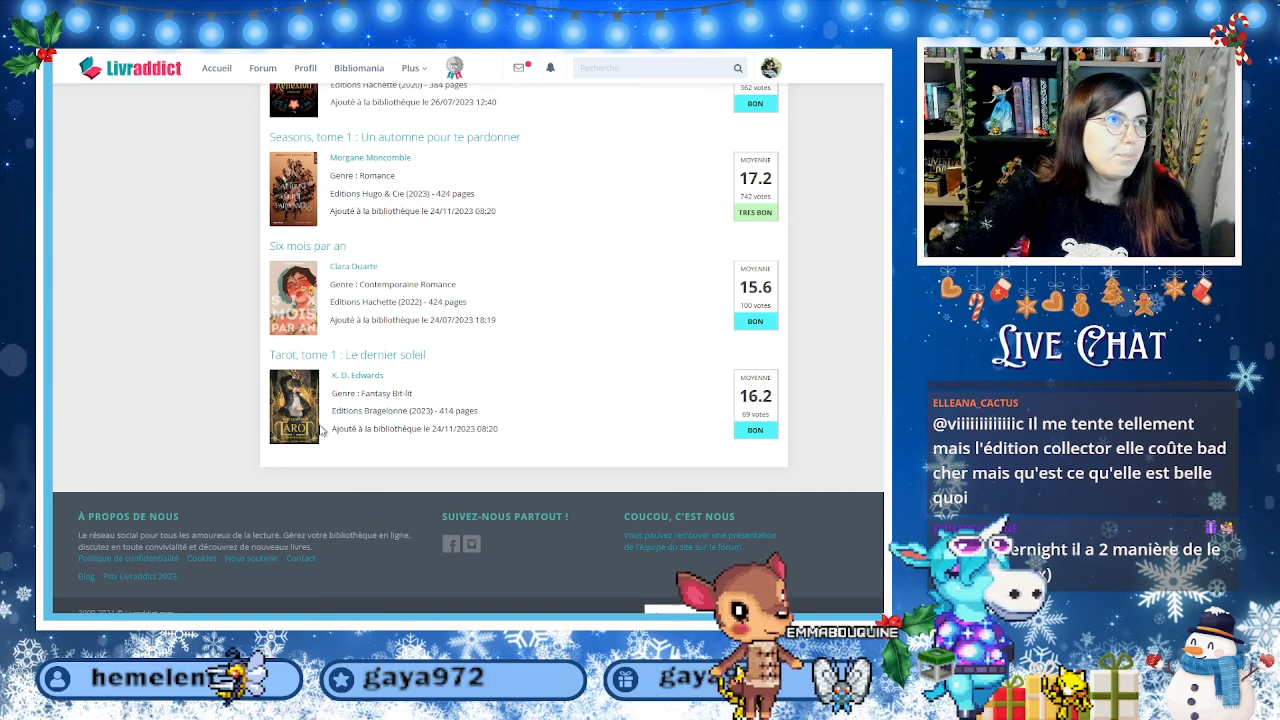 Livraddict
Accueil Forum Profil Bibliomania Plus Recherche
Editions Hachette (2020) - 384 pages
362 votes
Ajouté à la bibliothèque le 26/07/2023 12:40
BON
Seasons, tome 1 : Un automne pour te pardonner
Morgane Moncomble
MOYENNE
Genre : Romance
17.2
Editions Hugo & Cie (2023) - 424 pages
742 votes
Ajouté à la bibliothèque le 24/11/2023 08:20
TRES BON
Six mois par an
Clara Duarte
MOYENNE
Genre : Contemporaine Romance
15.6
SIX
MOIS
PAR AN
Editions Hachette (2022) - 424 pages
100 votes
Ajouté à la bibliothèque le 24/07/2023 18:19
BON
Tarot, tome 1 : Le dernier soleil
K. D. Edwards
MOYENNE
Genre : Fantasy Bit-lit
16.2
Editions Bragelonne (2023) - 414 pages
69 votes
TAROT
Ajouté à la bibliothèque le 24/11/2023 08:20
BON
À PROPOS DE NOUS
Le réseau social pour tous les amoureux de la lecture. Gérez votre bibliothèque en ligne,
discutez en toute convivialité et découvrez de nouveaux livres.
Politique de confidentialité Cookies Nous soutenir Contact
Blog Prix Livraddict 2023
SUIVEZ-NOUS PARTOUT !
COUCOU, C'EST NOUS
Vous pouvez retrouver une présentation
de l'équipe du site sur le forum
LIVE CHAT
ELLEANA_CACTUS
@viiiiiiiiiiiic Il me tente tellement
mais l'édition collector elle coûte bad
cher mais qu'est ce qu'elle est belle
quoi
ernight il a 2 manière de le
EMMABOUQUINE
hemelen
gaya972
gay